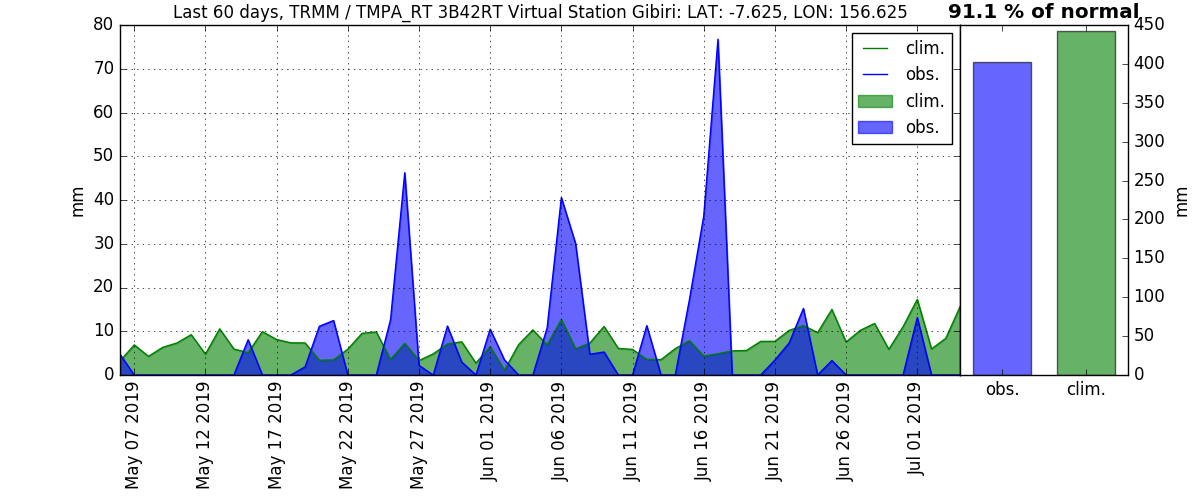 Last 60 days, TRMM / TMPA_RT 3B42RT Virtual Station Gibiri: LAT: -7.625, LON: 156.625
91.1 % of normal
80
70
60
50
40
30
20
10
0
mm
clim.
obs.
clim.
obs.
May 07 2019
May 12 2019
May 17 2019
May 22 2019
May 27 2019
Jun 01 2019
Jun 06 2019
Jun 11 2019
Jun 16 2019
Jun 21 2019
Jun 26 2019
Jul 01 2019
450
400
350
300
250
200
150
100
50
0
mm
obs.
clim.